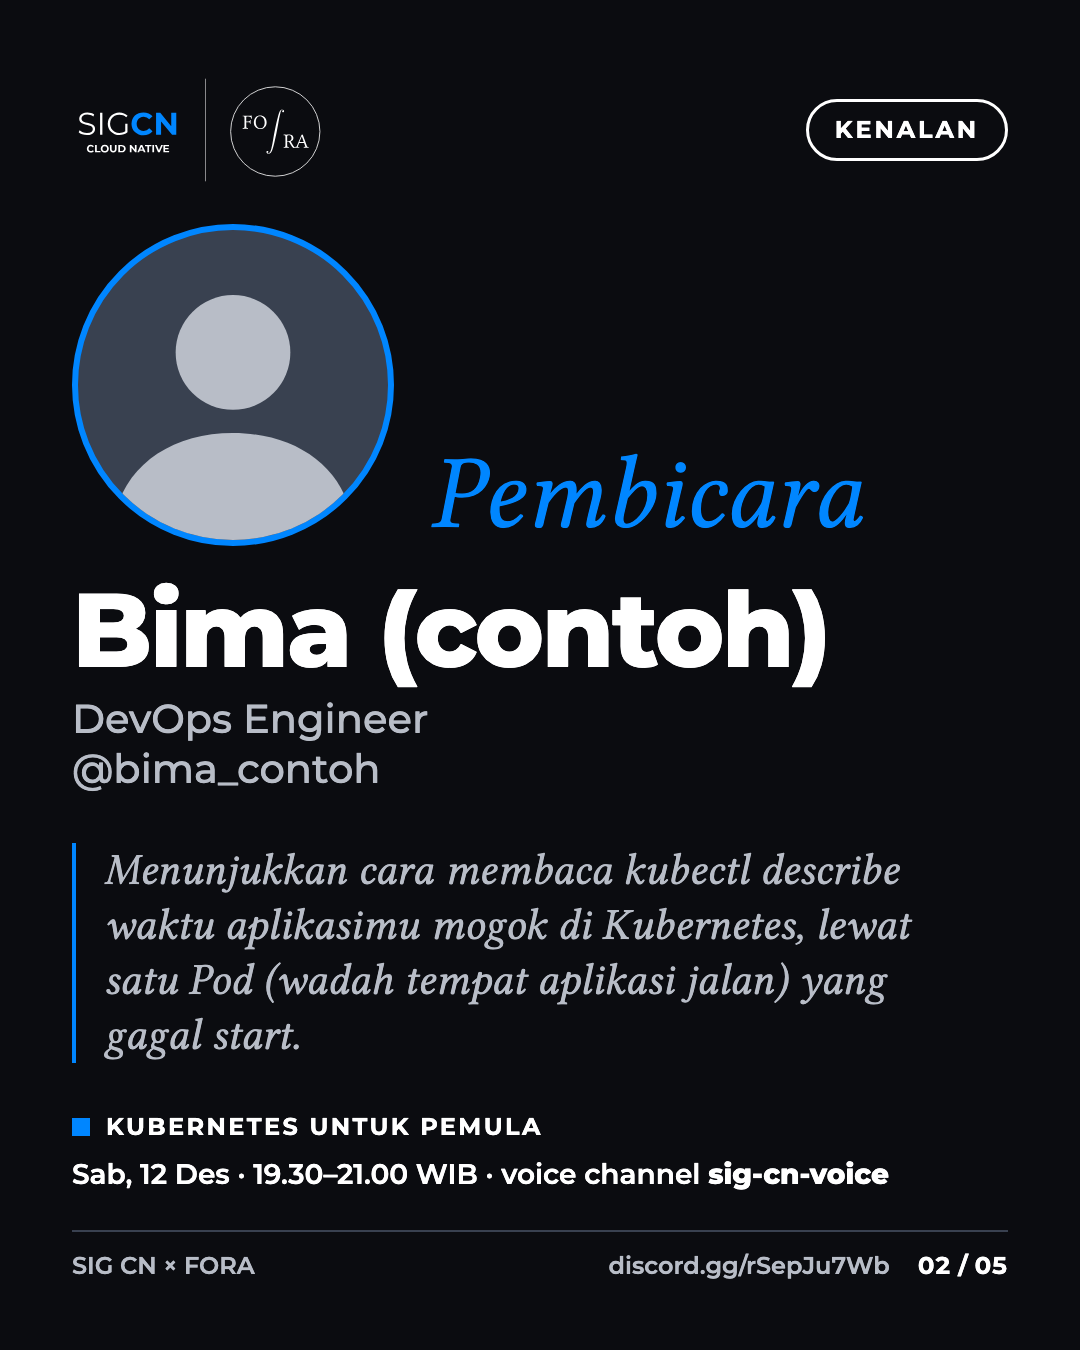 SIGCN
CLOUD NATIVE
FO RA
KENALAN
Pembicara
Bima (contoh)
DevOps Engineer
@bima_contoh
Menunjukkan cara membaca kubectl describe
waktu aplikasimu mogok di Kubernetes, lewat
satu Pod (wadah tempat aplikasi jalan) yang
gagal start.
KUBERNETES UNTUK PEMULA
Sab, 12 Des · 19.30–21.00 WIB · voice channel sig-cn-voice
SIG CN × FORA
discord.gg/rSepJu7Wb 02 / 05